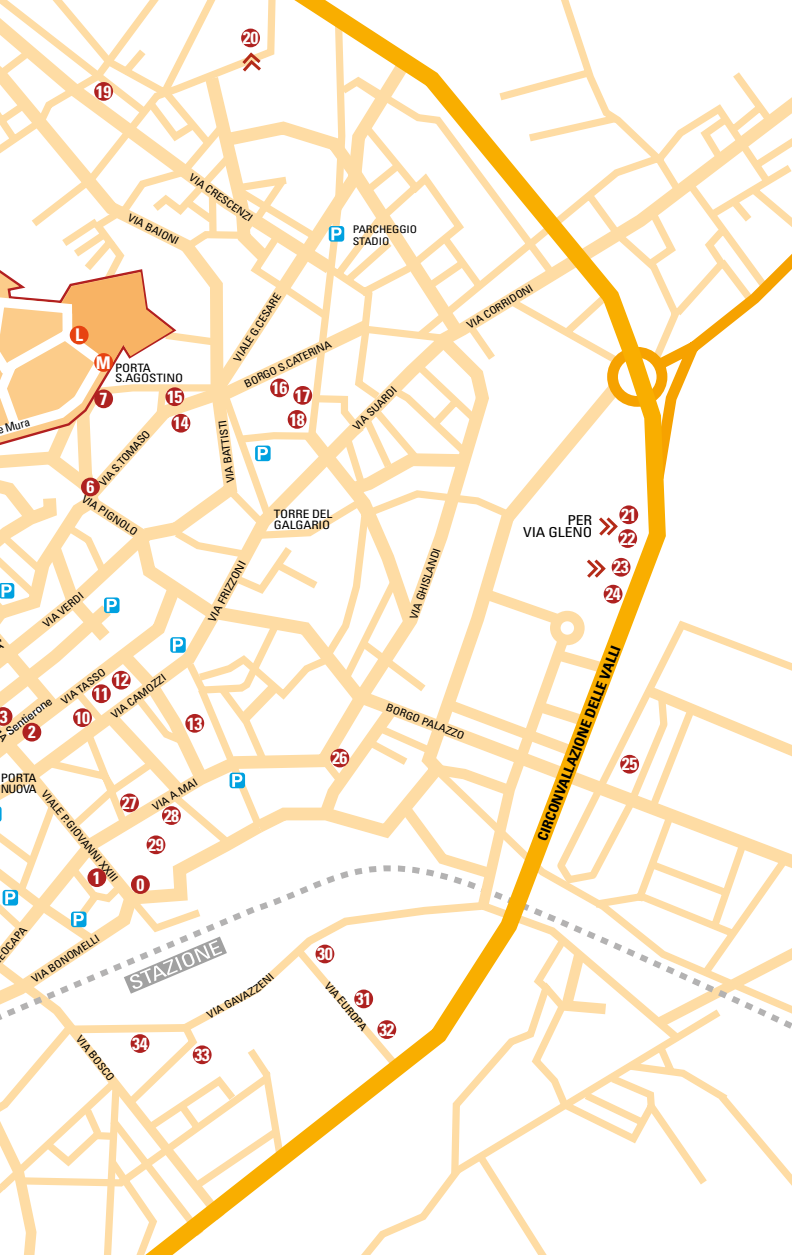 20
19
VIA CRESCENZI
VIA BAIONI
P
PARCHEGGIO
STADIO
VIALE G.CESARE
VIA CORRIDONI
L
M
PORTA
S.AGOSTINO
BORGO S.CATERINA
7
15
16
17
14
18
VIA SUARDI
e Mura
VIA S.TOMASO
VIA BATTISTI
P
6
VIA PIGNOLO
TORRE DEL
GALGARIO
21
PER
VIA GLENO
22
23
24
P
VIA VERDI
P
VIA FRIZZONI
VIA GHISLANDI
P
CIRCONVALLAZIONE DELLE VALLI
VIA TASSO
12
11
VIA CAMOZZI
3
Sentierone
2
10
13
BORGO PALAZZO
26
25
PORTA
NUOVA
P
VIALE P.GIOVANNI XXIII
27
VIA A.MAI
28
29
1
0
P
P
EOCAPA
VIA BONOMELLI
STAZIONE
30
VIA GAVAZZENI
VIA EUROPA
31
32
34
33
VIA BOSCO